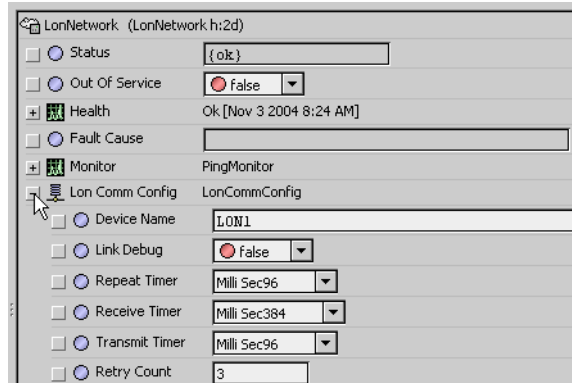 LonNetwork (LonNetwork h:2d)
Status {ok}
Out Of Service false
Health Ok [Nov 3 2004 8:24 AM]
Fault Cause
Monitor PingMonitor
Lon Comm Config LonCommConfig
Device Name LON1
Link Debug false
Repeat Timer Milli Sec96
Receive Timer Milli Sec384
Transmit Timer Milli Sec96
Retry Count 3